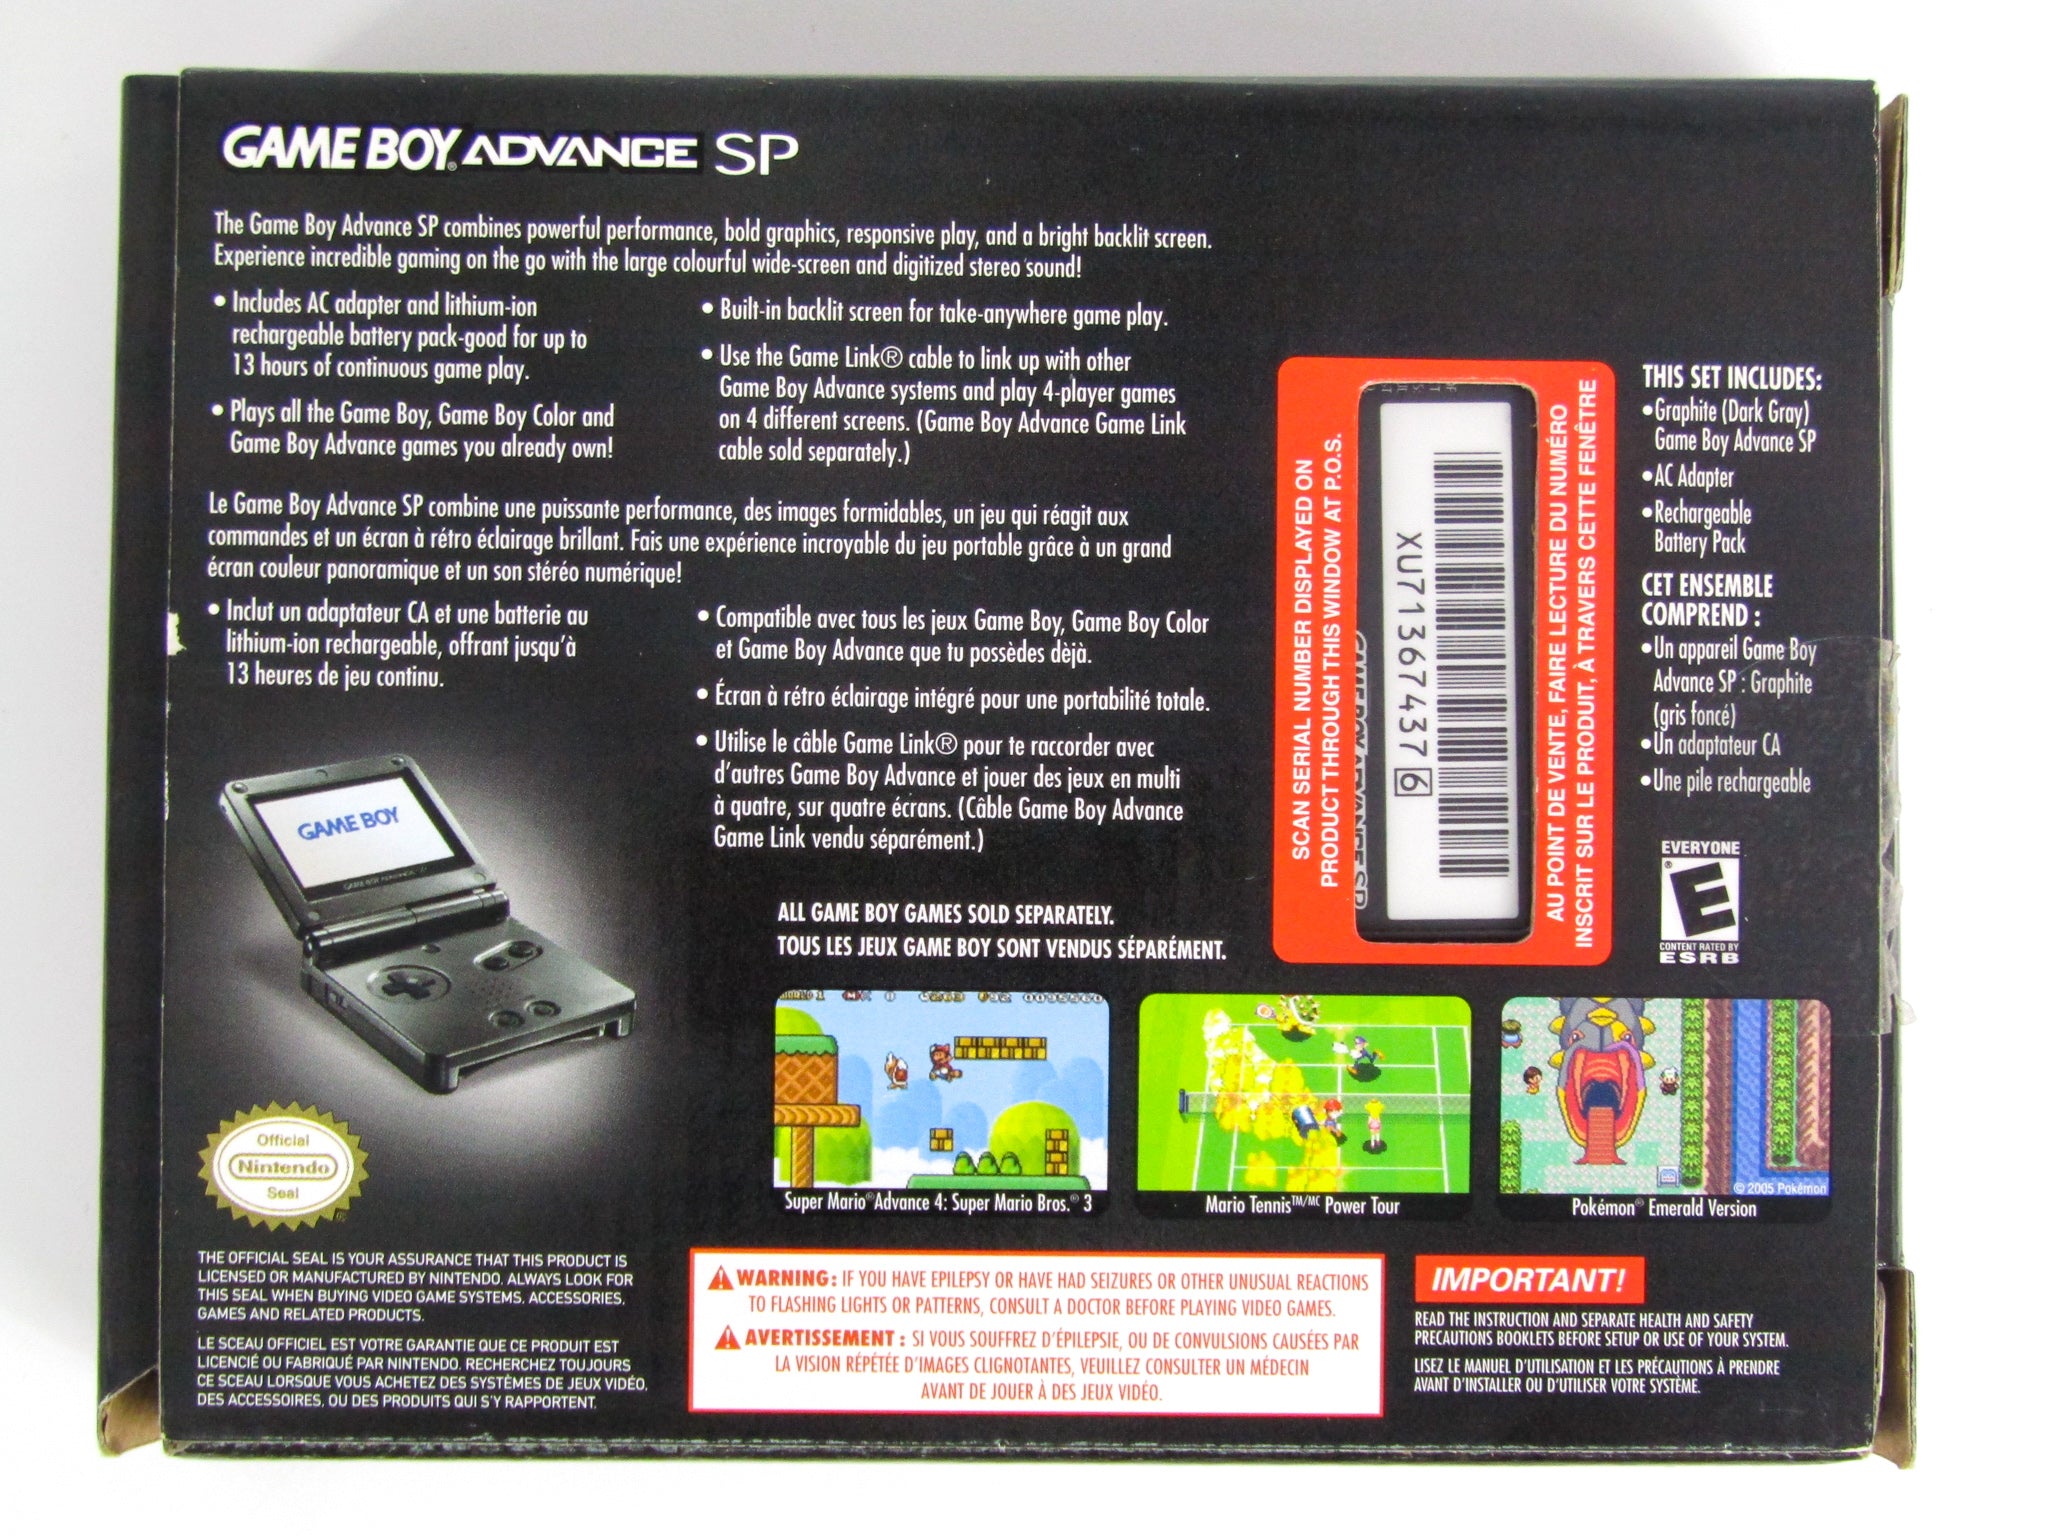 GAME BOY ADVANCE SP
The Game Boy Advance SP combines powerful performance, bold graphics, responsive play, and a bright backlit screen.
Experience incredible gaming on the go with the large colourful wide-screen and digitized stereo sound!
• Includes AC adapter and lithium-ion
rechargeable battery pack-good for up to
13 hours of continuous game play.
• Plays all the Game Boy, Game Boy Color and
Game Boy Advance games you already own!
• Built-in backlit screen for take-anywhere game play.
• Use the Game Link® cable to link up with other
Game Boy Advance systems and play 4-player games
on 4 different screens. (Game Boy Advance Game Link
cable sold separately.)
Le Game Boy Advance SP combine une puissante performance, des images formidables, un jeu qui réagit aux
commandes et un écran à rétro éclairage brillant. Fais une expérience incroyable du jeu portable grâce à un grand
écran couleur panoramique et un son stéréo numérique!
• Inclut un adaptateur CA et une batterie au
lithium-ion rechargeable, offrant jusqu'à
13 heures de jeu continu.
• Compatible avec tous les jeux Game Boy, Game Boy Color
et Game Boy Advance que tu possèdes dèjà.
• Écran à rétro éclairage intégré pour une portabilité totale.
• Utilise le câble Game Link® pour te raccorder avec
d'autres Game Boy Advance et jouer des jeux en multi
à quatre, sur quatre écrans. (Câble Game Boy Advance
Game Link vendu séparément.)
GAME BOY
GAME BOY ADVANCE SP
ALL GAME BOY GAMES SOLD SEPARATELY.
TOUS LES JEUX GAME BOY SONT VENDUS SÉPARÉMENT.
SCAN SERIAL NUMBER DISPLAYED ON
PRODUCT THROUGH THIS WINDOW AT P.O.S.
GAME BOY ADVANCE SP
XU71367437 6
AU POINT DE VENTE, FAIRE LECTURE DU NUMÉRO
INSCRIT SUR LE PRODUIT, À TRAVERS CETTE FENÊTRE
THIS SET INCLUDES:
•Graphite (Dark Gray)
Game Boy Advance SP
•AC Adapter
•Rechargeable
Battery Pack
CET ENSEMBLE
COMPREND :
•Un appareil Game Boy
Advance SP : Graphite
(gris foncé)
•Un adaptateur CA
•Une pile rechargeable
EVERYONE
E
CONTENT RATED BY
ESRB
Super Mario® Advance 4: Super Mario Bros.® 3
Mario Tennis™/MC Power Tour
© 2005 Pokémon
Pokémon® Emerald Version
Official
Nintendo
Seal
THE OFFICIAL SEAL IS YOUR ASSURANCE THAT THIS PRODUCT IS
LICENSED OR MANUFACTURED BY NINTENDO. ALWAYS LOOK FOR
THIS SEAL WHEN BUYING VIDEO GAME SYSTEMS, ACCESSORIES,
GAMES AND RELATED PRODUCTS.
LE SCEAU OFFICIEL EST VOTRE GARANTIE QUE CE PRODUIT EST
LICENCIÉ OU FABRIQUÉ PAR NINTENDO. RECHERCHEZ TOUJOURS
CE SCEAU LORSQUE VOUS ACHETEZ DES SYSTÈMES DE JEUX VIDÉO,
DES ACCESSOIRES, OU DES PRODUITS QUI S'Y RAPPORTENT.
WARNING: IF YOU HAVE EPILEPSY OR HAVE HAD SEIZURES OR OTHER UNUSUAL REACTIONS
TO FLASHING LIGHTS OR PATTERNS, CONSULT A DOCTOR BEFORE PLAYING VIDEO GAMES.
AVERTISSEMENT : SI VOUS SOUFFREZ D'ÉPILEPSIE, OU DE CONVULSIONS CAUSÉES PAR
LA VISION RÉPÉTÉE D'IMAGES CLIGNOTANTES, VEUILLEZ CONSULTER UN MÉDECIN
AVANT DE JOUER À DES JEUX VIDÉO.
IMPORTANT!
READ THE INSTRUCTION AND SEPARATE HEALTH AND SAFETY
PRECAUTIONS BOOKLETS BEFORE SETUP OR USE OF YOUR SYSTEM.
LISEZ LE MANUEL D'UTILISATION ET LES PRÉCAUTIONS À PRENDRE
AVANT D'INSTALLER OU D'UTILISER VOTRE SYSTÈME.